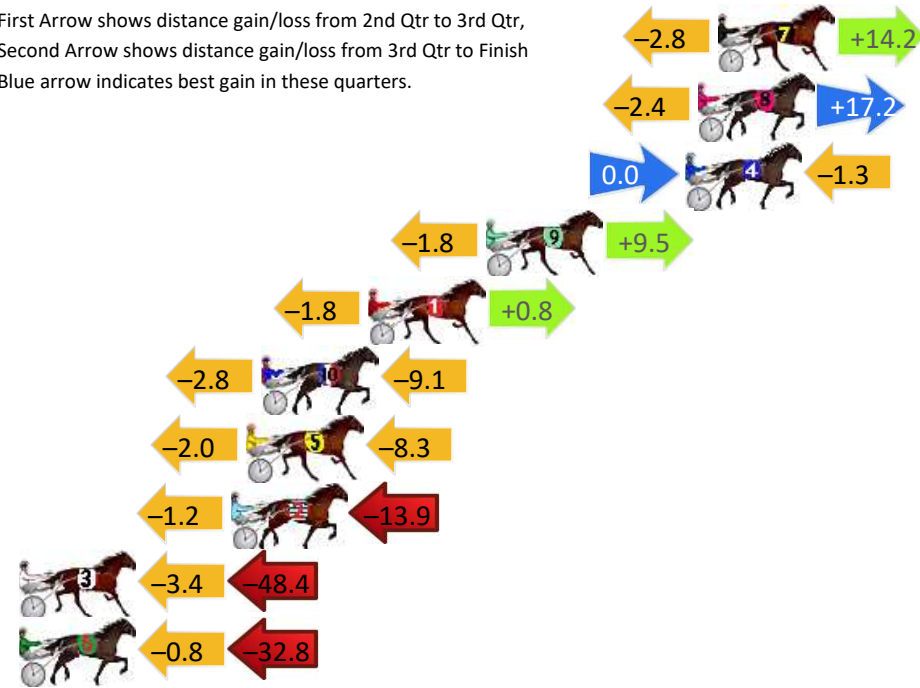 First Arrow shows distance gain/loss from 2nd Qtr to 3rd Qtr,
Second Arrow shows distance gain/loss from 3rd Qtr to Finish
Blue arrow indicates best gain in these quarters.
–2.8 7 +14.2
–2.4 8 +17.2
0.0 4 –1.3
–1.8 9 +9.5
–1.8 1 +0.8
–2.8 10 –9.1
–2.0 5 –8.3
–1.2 2 –13.9
3 –3.4 –48.4
6 –0.8 –32.8